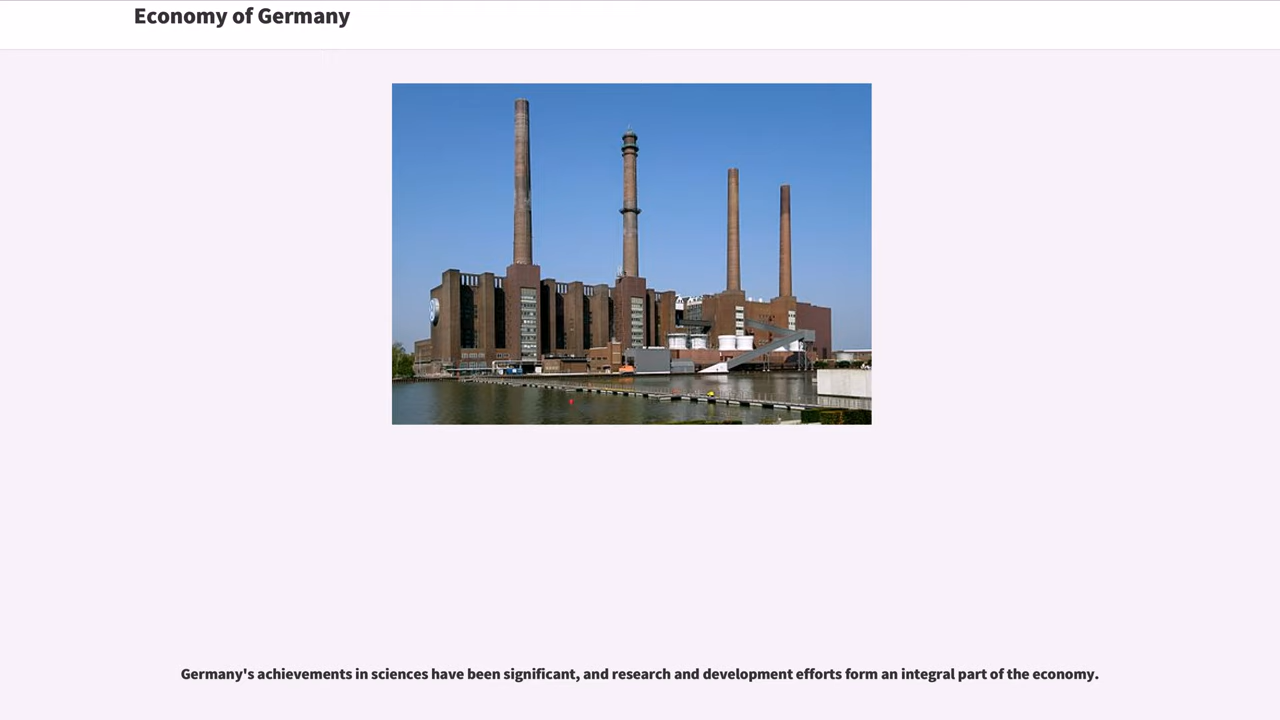 Economy of Germany
Germany's achievements in sciences have been significant, and research and development efforts form an integral part of the economy.